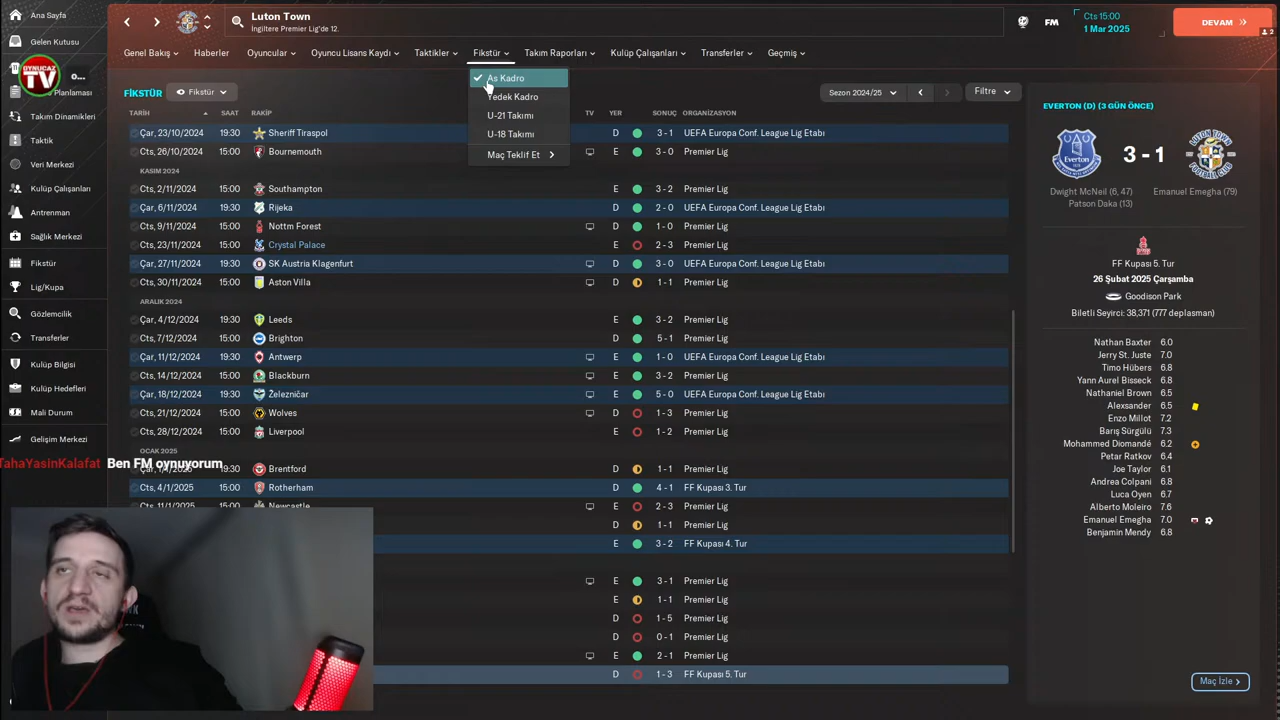 Ana Sayfa
Luton Town
İngiltere Premier Lig'de 12.
FM
Cts 15:00
1 Mar 2025
DEVAM
2
Gelen Kutusu
Genel Bakış
Haberler
Oyuncular
Oyuncu Lisans Kaydı
Taktikler
Fikstür
Takım Raporları
Kulüp Çalışanları
Transferler
Geçmiş
OYNUCAZ
TV
O...
As Kadro
Yedek Kadro
U-21 Takımı
U-18 Takımı
Maç Teklif Et
Planlaması
Takım Dinamikleri
Taktik
Veri Merkezi
Kulüp Çalışanları
Antrenman
Sağlık Merkezi
Fikstür
Lig/Kupa
Gözlemcilik
Transferler
Kulüp Bilgisi
Kulüp Hedefleri
Mali Durum
Gelişim Merkezi
TahaYasinKalafat Ben FM oynuyorum
FİKSTÜR
Fikstür
Sezon 2024/25
Filtre
TARİH SAAT RAKİP TV YER SONUÇ ORGANİZASYON
Çar, 23/10/2024 19:30 Sheriff Tiraspol D 3-1 UEFA Europa Conf. League Lig Etabı
Cts, 26/10/2024 15:00 Bournemouth D 3-0 Premier Lig
KASIM 2024
Cts, 2/11/2024 15:00 Southampton E 3-2 Premier Lig
Çar, 6/11/2024 19:30 Rijeka D 2-0 UEFA Europa Conf. League Lig Etabı
Cts, 9/11/2024 15:00 Nottm Forest D 1-0 Premier Lig
Cts, 23/11/2024 15:00 Crystal Palace E 2-3 Premier Lig
Çar, 27/11/2024 19:30 SK Austria Klagenfurt E 3-0 UEFA Europa Conf. League Lig Etabı
Cts, 30/11/2024 15:00 Aston Villa D 1-1 Premier Lig
ARALIK 2024
Çar, 4/12/2024 19:30 Leeds E 3-2 Premier Lig
Cts, 7/12/2024 15:00 Brighton D 5-1 Premier Lig
Çar, 11/12/2024 19:30 Antwerp E 1-0 UEFA Europa Conf. League Lig Etabı
Cts, 14/12/2024 15:00 Blackburn E 3-2 Premier Lig
Çar, 18/12/2024 19:30 Železničar E 5-0 UEFA Europa Conf. League Lig Etabı
Cts, 21/12/2024 15:00 Wolves D 1-3 Premier Lig
Cts, 28/12/2024 15:00 Liverpool E 1-2 Premier Lig
OCAK 2025
19:30 Brentford D 1-1 Premier Lig
Cts, 4/1/2025 15:00 Rotherham D 4-1 FF Kupası 3. Tur
Cts, 11/1/2025 15:00 Newcastle E 2-3 Premier Lig
D 1-1 Premier Lig
E 3-2 FF Kupası 4. Tur
E 3-1 Premier Lig
E 1-1 Premier Lig
D 1-5 Premier Lig
D 0-1 Premier Lig
E 2-1 Premier Lig
D 1-3 FF Kupası 5. Tur
EVERTON (D) (3 GÜN ÖNCE)
Everton
3 - 1
Dwight McNeil (6, 47)
Patson Daka (13)
Emanuel Emegha (79)
FF Kupası 5. Tur
26 Şubat 2025 Çarşamba
Goodison Park
Biletli Seyirci: 38,371 (777 deplasman)
Nathan Baxter 6.0
Jerry St. Juste 7.0
Timo Hübers 6.8
Yann Aurel Bisseck 6.8
Nathaniel Brown 6.5
Alexsander 6.5
Enzo Millot 7.2
Barış Sürgülü 7.3
Mohammed Diomandé 6.2
Petar Ratkov 6.4
Joe Taylor 6.1
Andrea Colpani 6.8
Luca Oyen 6.7
Alberto Moleiro 7.6
Emanuel Emegha 7.0
Benjamin Mendy 6.8
Maç İzle